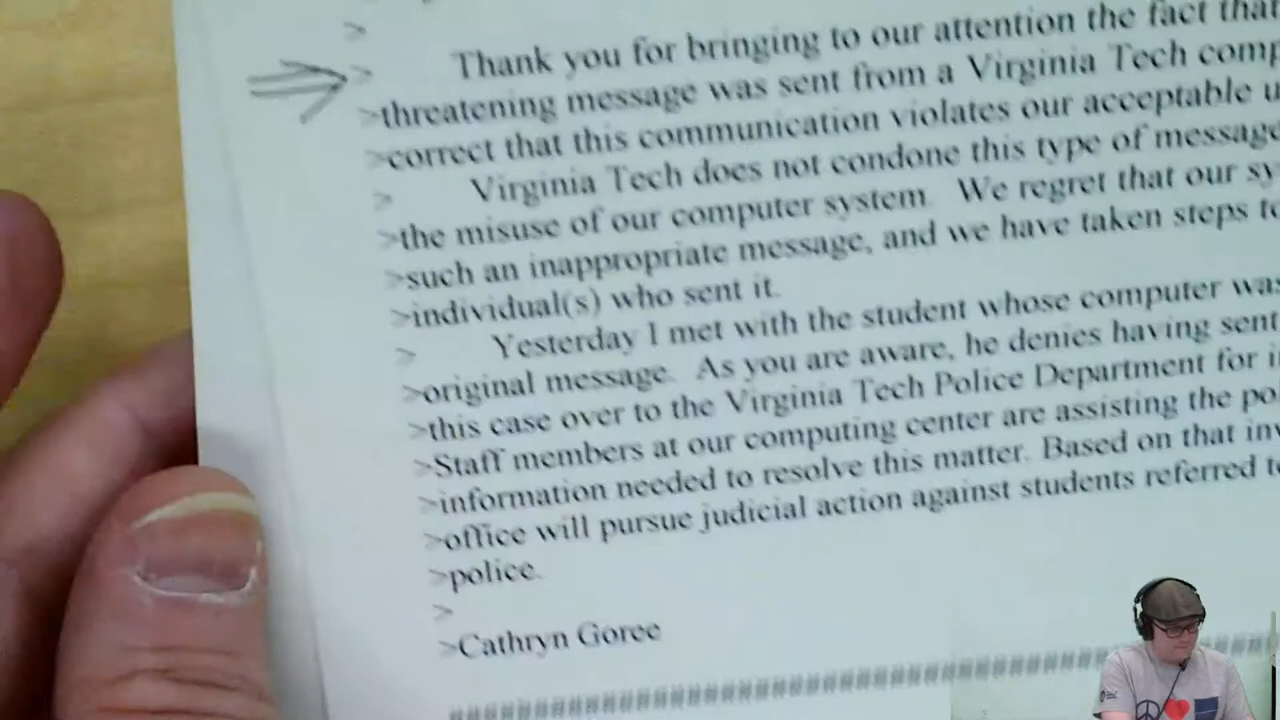 >
> Thank you for bringing to our attention the fact that
>threatening message was sent from a Virginia Tech comp
>correct that this communication violates our acceptable u
> Virginia Tech does not condone this type of message
>the misuse of our computer system. We regret that our sy
>such an inappropriate message, and we have taken steps to
>individual(s) who sent it.
> Yesterday I met with the student whose computer was
>original message. As you are aware, he denies having sent
>this case over to the Virginia Tech Police Department for i
>Staff members at our computing center are assisting the po
>information needed to resolve this matter. Based on that inv
>office will pursue judicial action against students referred to
>police.
>
>Cathryn Goree